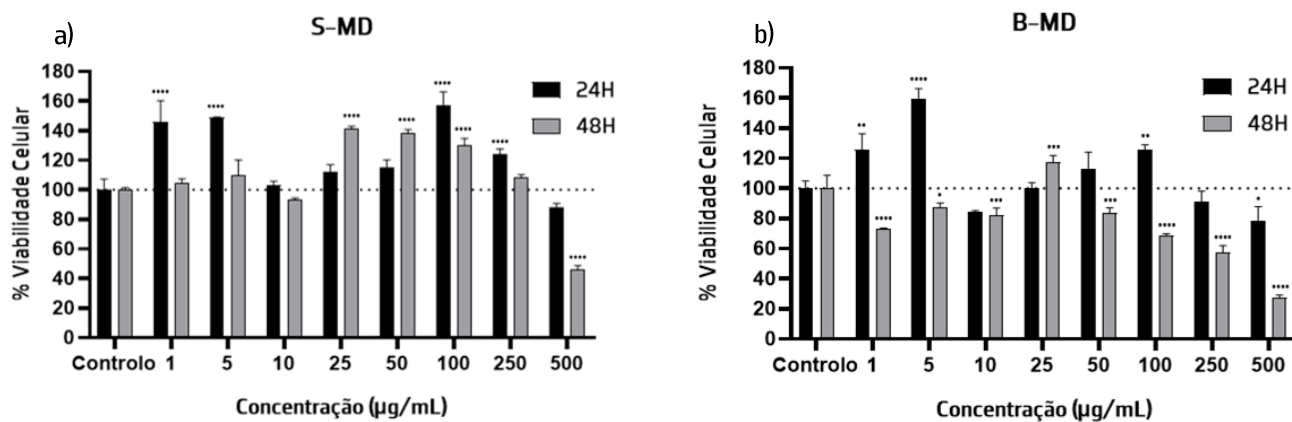 a)
S-MD
% Viabilidade Celular
180
160
140
120
100
80
60
40
20
0
**** **** **** **** **** **** **** ****
24H
48H
Controlo 1 5 10 25 50 100 250 500
Concentração (µg/mL)
b)
B-MD
% Viabilidade Celular
180
160
140
120
100
80
60
40
20
0
** **** **** * *** *** *** ** **** **** * ****
24H
48H
Controlo 1 5 10 25 50 100 250 500
Concentração (µg/mL)